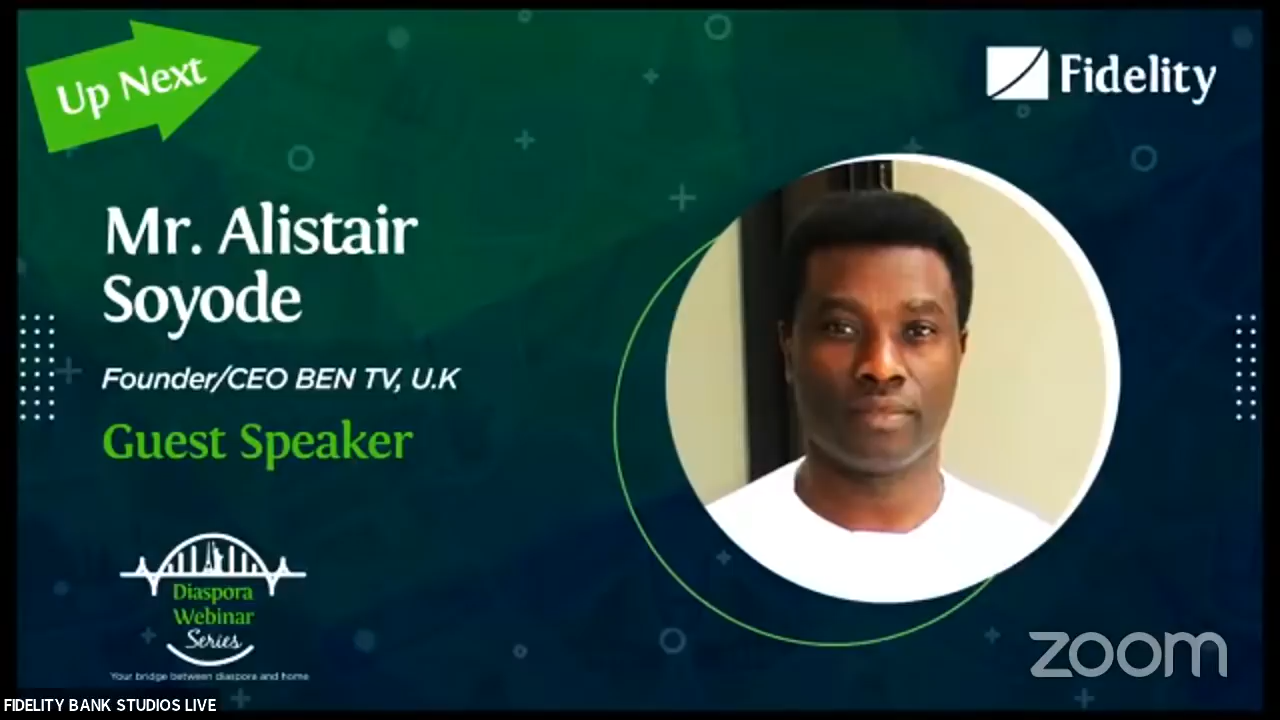 Up Next
Fidelity
Mr. Alistair
Soyode
Founder/CEO BEN TV, U.K
Guest Speaker
Diaspora
Webinar
Series
Your bridge between diaspora and home
zoom
FIDELITY BANK STUDIOS LIVE